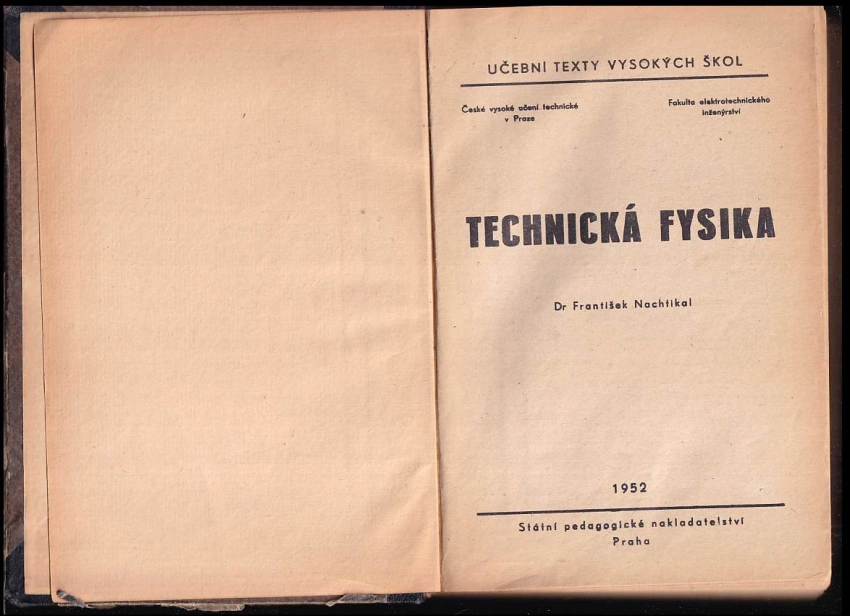 UČEBNÍ TEXTY VYSOKÝCH ŠKOL
České vysoké učení technické
v Praze
Fakulta elektrotechnického
inženýrství
TECHNICKÁ FYSIKA
Dr František Nachtikal
1952
Státní pedagogické nakladatelství
Praha